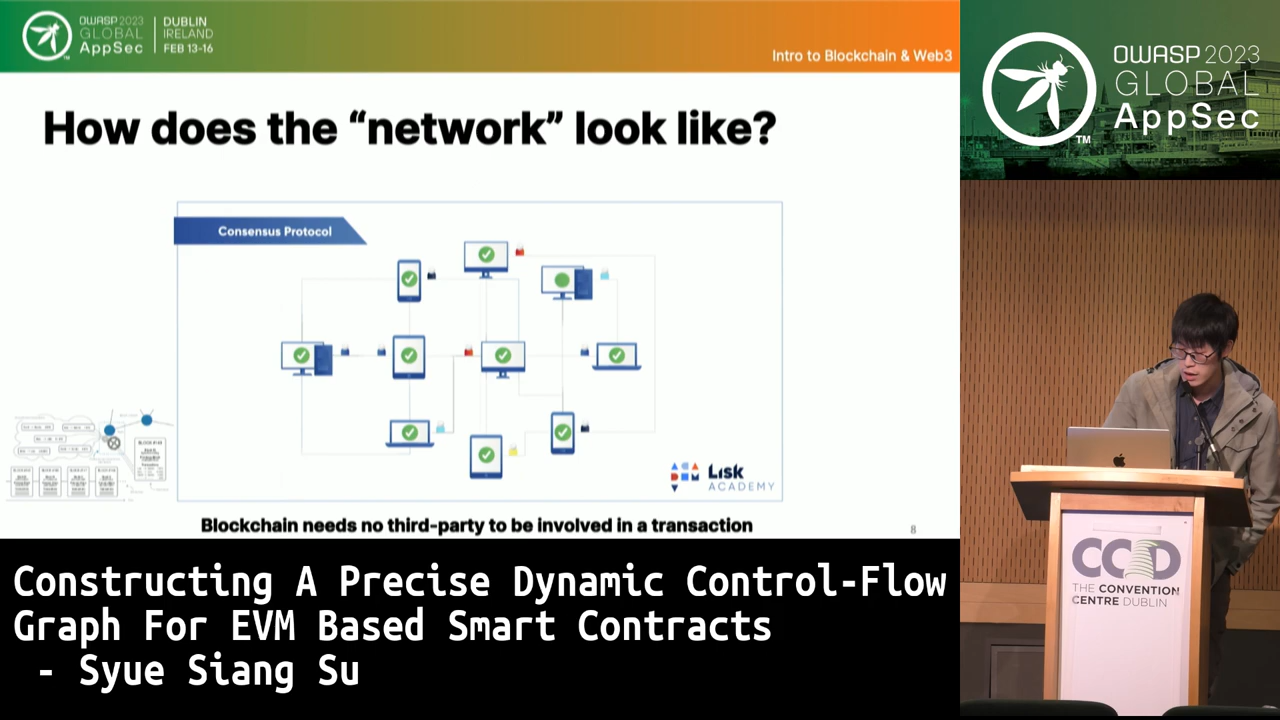 OWASP 2023
GLOBAL
AppSec
TM
DUBLIN
IRELAND
FEB 13-16
Intro to Blockchain & Web3
How does the “network” look like?
Consensus Protocol
Lisk
ACADEMY
Blockchain needs no third-party to be involved in a transaction
8
Constructing A Precise Dynamic Control-Flow
Graph For EVM Based Smart Contracts
- Syue Siang Su
OWASP 2023
GLOBAL
AppSec
TM
CCD
THE CONVENTION
CENTRE DUBLIN